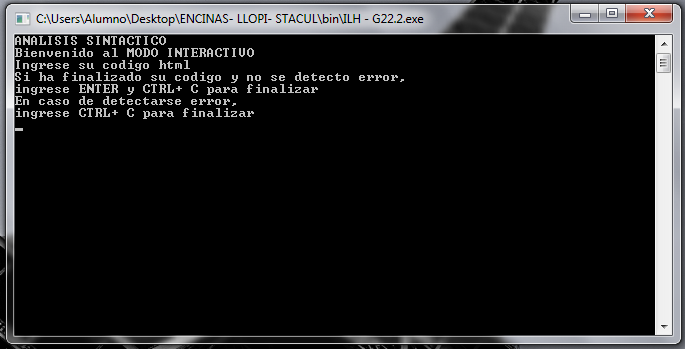 C:\Users\Alumno\Desktop\ENCINAS- LLOPI- STACUL\bin\ILH - G22.2.exe
ANALISIS SINTACTICO
Bienvenido al MODO INTERACTIVO
Ingrese su codigo html
Si ha finalizado su codigo y no se detecto error,
ingrese ENTER y CTRL+ C para finalizar
En caso de detectarse error,
ingrese CTRL+ C para finalizar